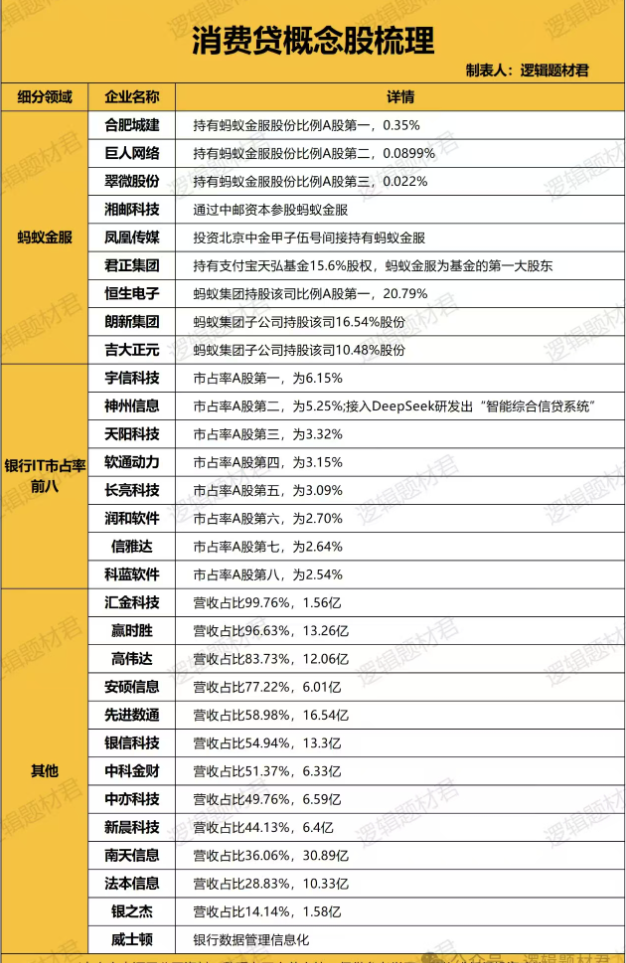 消费贷概念股梳理
制表人：逻辑题材君
细分领域 企业名称 详情
蚂蚁金服
合肥城建 持有蚂蚁金服股份比例A股第一，0.35%
巨人网络 持有蚂蚁金服股份比例A股第二，0.0899%
翠微股份 持有蚂蚁金服股份比例A股第三，0.022%
湘邮科技 通过中邮资本参股蚂蚁金服
凤凰传媒 投资北京中金甲子伍号间接持有蚂蚁金服
君正集团 持有支付宝天弘基金15.6%股权，蚂蚁金服为基金的第一大股东
恒生电子 蚂蚁集团持股该司比例A股第一，20.79%
朗新集团 蚂蚁集团子公司持股该司16.54%股份
吉大正元 蚂蚁集团子公司持股该司10.48%股份
银行IT市占率
前八
宇信科技 市占率A股第一，为6.15%
神州信息 市占率A股第二，为5.25%;接入DeepSeek研发出“智能综合信贷系统”
天阳科技 市占率A股第三，为3.32%
软通动力 市占率A股第四，为3.15%
长亮科技 市占率A股第五，为3.09%
润和软件 市占率A股第六，为2.70%
信雅达 市占率A股第七，为2.64%
科蓝软件 市占率A股第八，为2.54%
其他
汇金科技 营收占比99.76%，1.56亿
赢时胜 营收占比96.63%，13.26亿
高伟达 营收占比83.73%，12.06亿
安硕信息 营收占比77.22%，6.01亿
先进数通 营收占比58.98%，16.54亿
银信科技 营收占比54.94%，13.3亿
中科金财 营收占比51.37%，6.33亿
中亦科技 营收占比49.76%，6.59亿
新晨科技 营收占比44.13%，6.4亿
南天信息 营收占比36.06%，30.89亿
法本信息 营收占比28.83%，10.33亿
银之杰 营收占比14.14%，1.58亿
威士顿 银行数据管理信息化
公众号 逻辑题材君